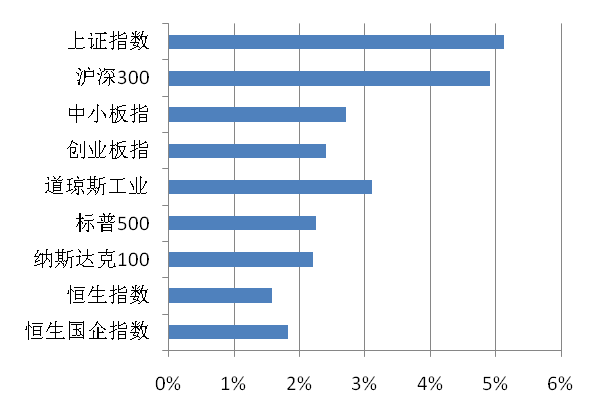 上证指数
沪深300
中小板指
创业板指
道琼斯工业
标普500
纳斯达克100
恒生指数
恒生国企指数
0% 1% 2% 3% 4% 5% 6%